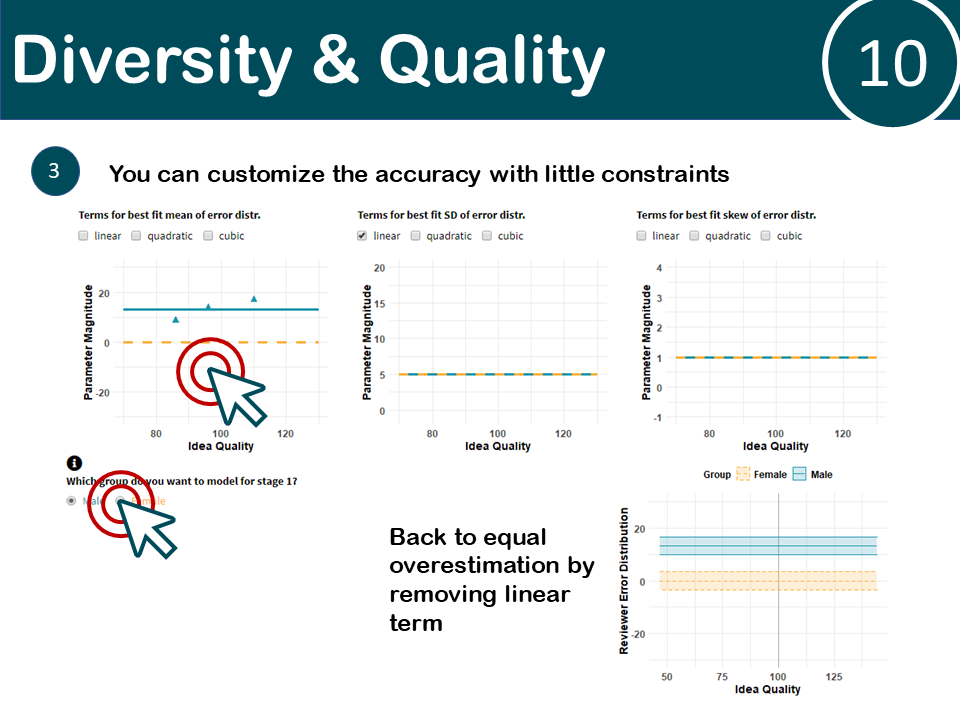 Diversity & Quality
10
3
You can customize the accuracy with little constraints
Terms for best fit mean of error distr.
linear quadratic cubic
Parameter Magnitude
20
0
-20
80 100 120
Idea Quality
Terms for best fit SD of error distr.
linear quadratic cubic
Parameter Magnitude
20
15
10
5
0
80 100 120
Idea Quality
Terms for best fit skew of error distr.
linear quadratic cubic
Parameter Magnitude
4
3
2
1
0
-1
80 100 120
Idea Quality
Which group do you want to model for stage 1?
Male Female
Back to equal
overestimation by
removing linear
term
Group Female Male
Reviewer Error Distribution
20
0
-20
50 75 100 125
Idea Quality